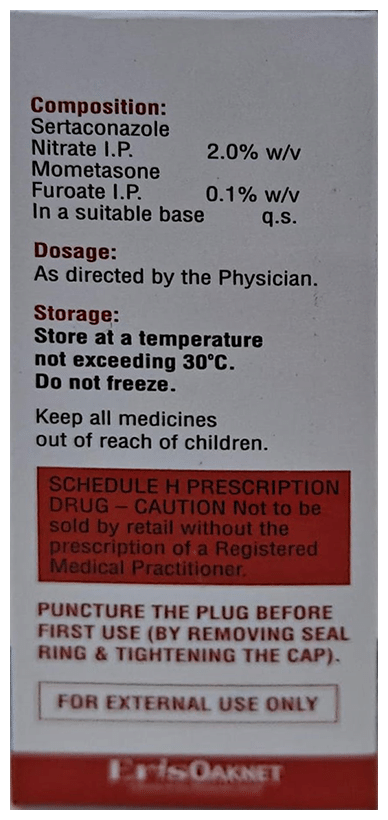 Composition:
Sertaconazole
Nitrate I.P. 2.0% w/v
Mometasone
Furoate I.P. 0.1% w/v
In a suitable base q.s.
Dosage:
As directed by the Physician.
Storage:
Store at a temperature
not exceeding 30°C.
Do not freeze.
Keep all medicines
out of reach of children.
SCHEDULE H PRESCRIPTION
DRUG – CAUTION Not to be
sold by retail without the
prescription of a Registered
Medical Practitioner.
PUNCTURE THE PLUG BEFORE
FIRST USE (BY REMOVING SEAL
RING & TIGHTENING THE CAP).
FOR EXTERNAL USE ONLY
Eris OAKNET